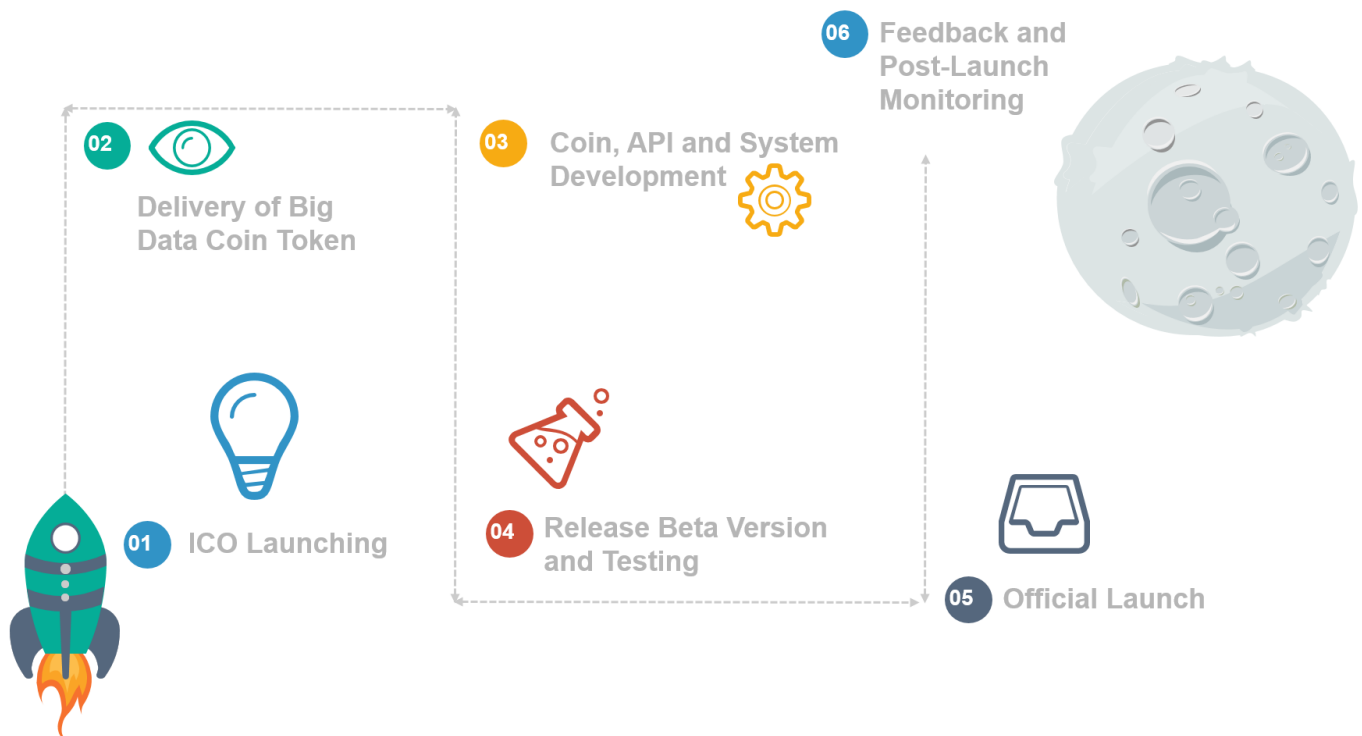 01
ICO Launching
02
Delivery of Big
Data Coin Token
03
Coin, API and System
Development
04
Release Beta Version
and Testing
05
Official Launch
06
Feedback and
Post-Launch
Monitoring